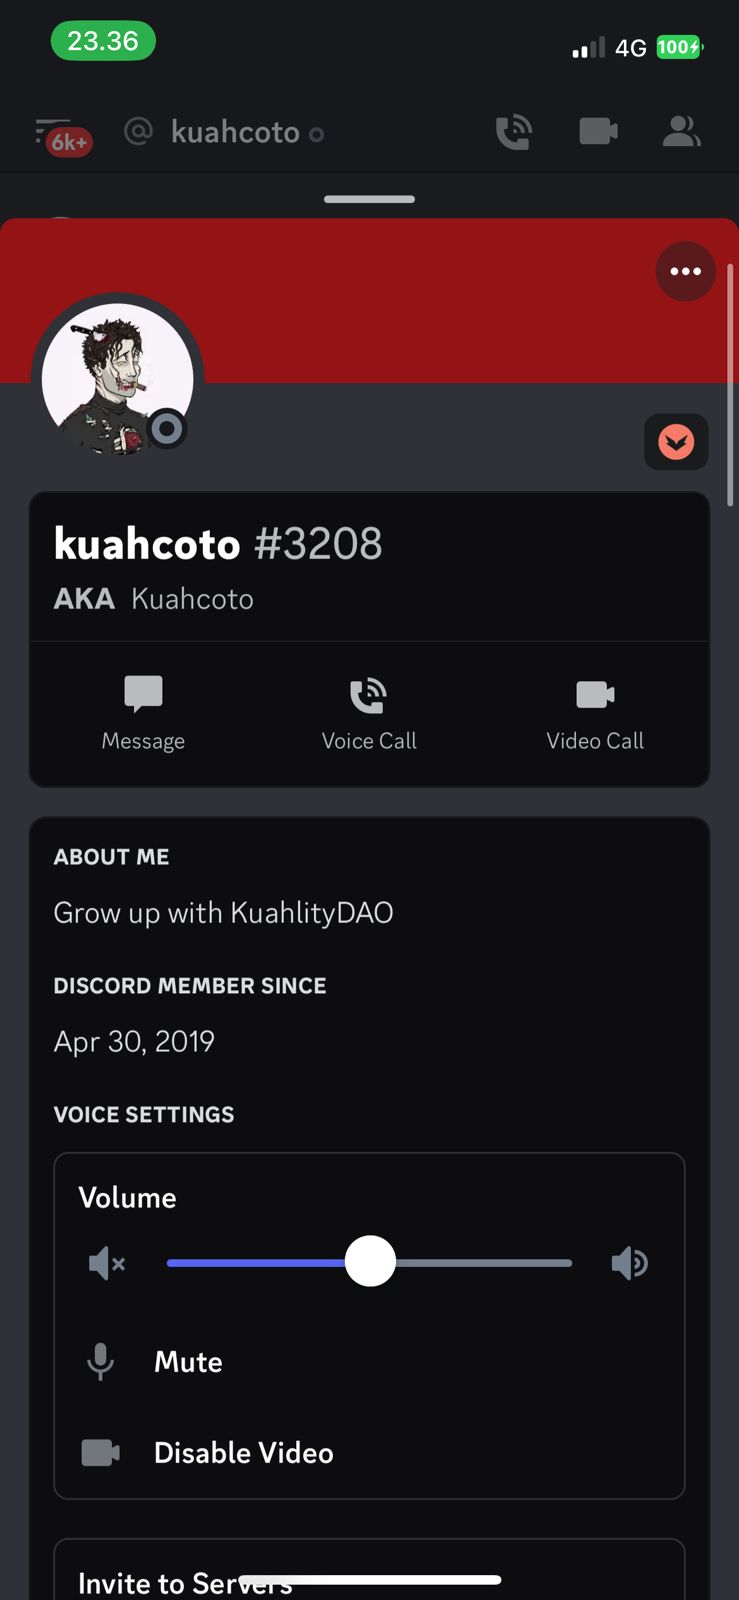 23.36
4G 100
6k+ @ kuahcoto
kuahcoto #3208
AKA Kuahcoto
Message Voice Call Video Call
ABOUT ME
Grow up with KuahlityDAO
DISCORD MEMBER SINCE
Apr 30, 2019
VOICE SETTINGS
Volume
Mute
Disable Video
Invite to Servers